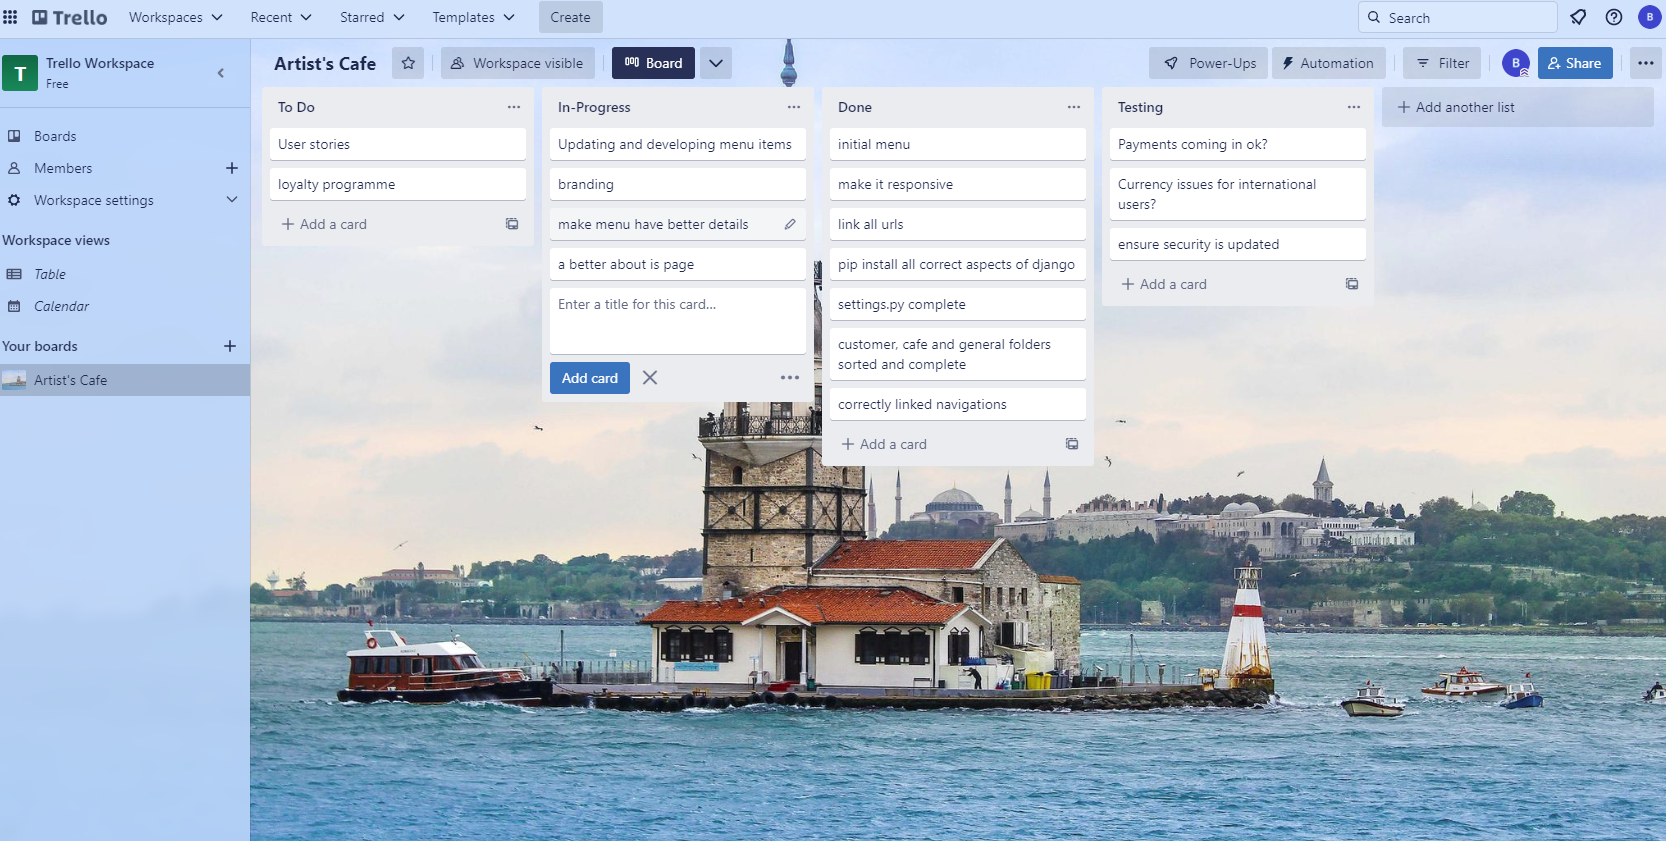 Trello
Workspaces
Recent
Starred
Templates
Create
Search
B
T
Trello Workspace
Free
Artist's Cafe
Workspace visible
Board
Power-Ups
Automation
Filter
B
Share
Boards
Members
Workspace settings
Workspace views
Table
Calendar
Your boards
Artist's Cafe
To Do
User stories
loyalty programme
Add a card
In-Progress
Updating and developing menu items
branding
make menu have better details
a better about is page
Enter a title for this card...
Add card
Done
initial menu
make it responsive
link all urls
pip install all correct aspects of django
settings.py complete
customer, cafe and general folders
sorted and complete
correctly linked navigations
Add a card
Testing
Payments coming in ok?
Currency issues for international
users?
ensure security is updated
Add a card
Add another list